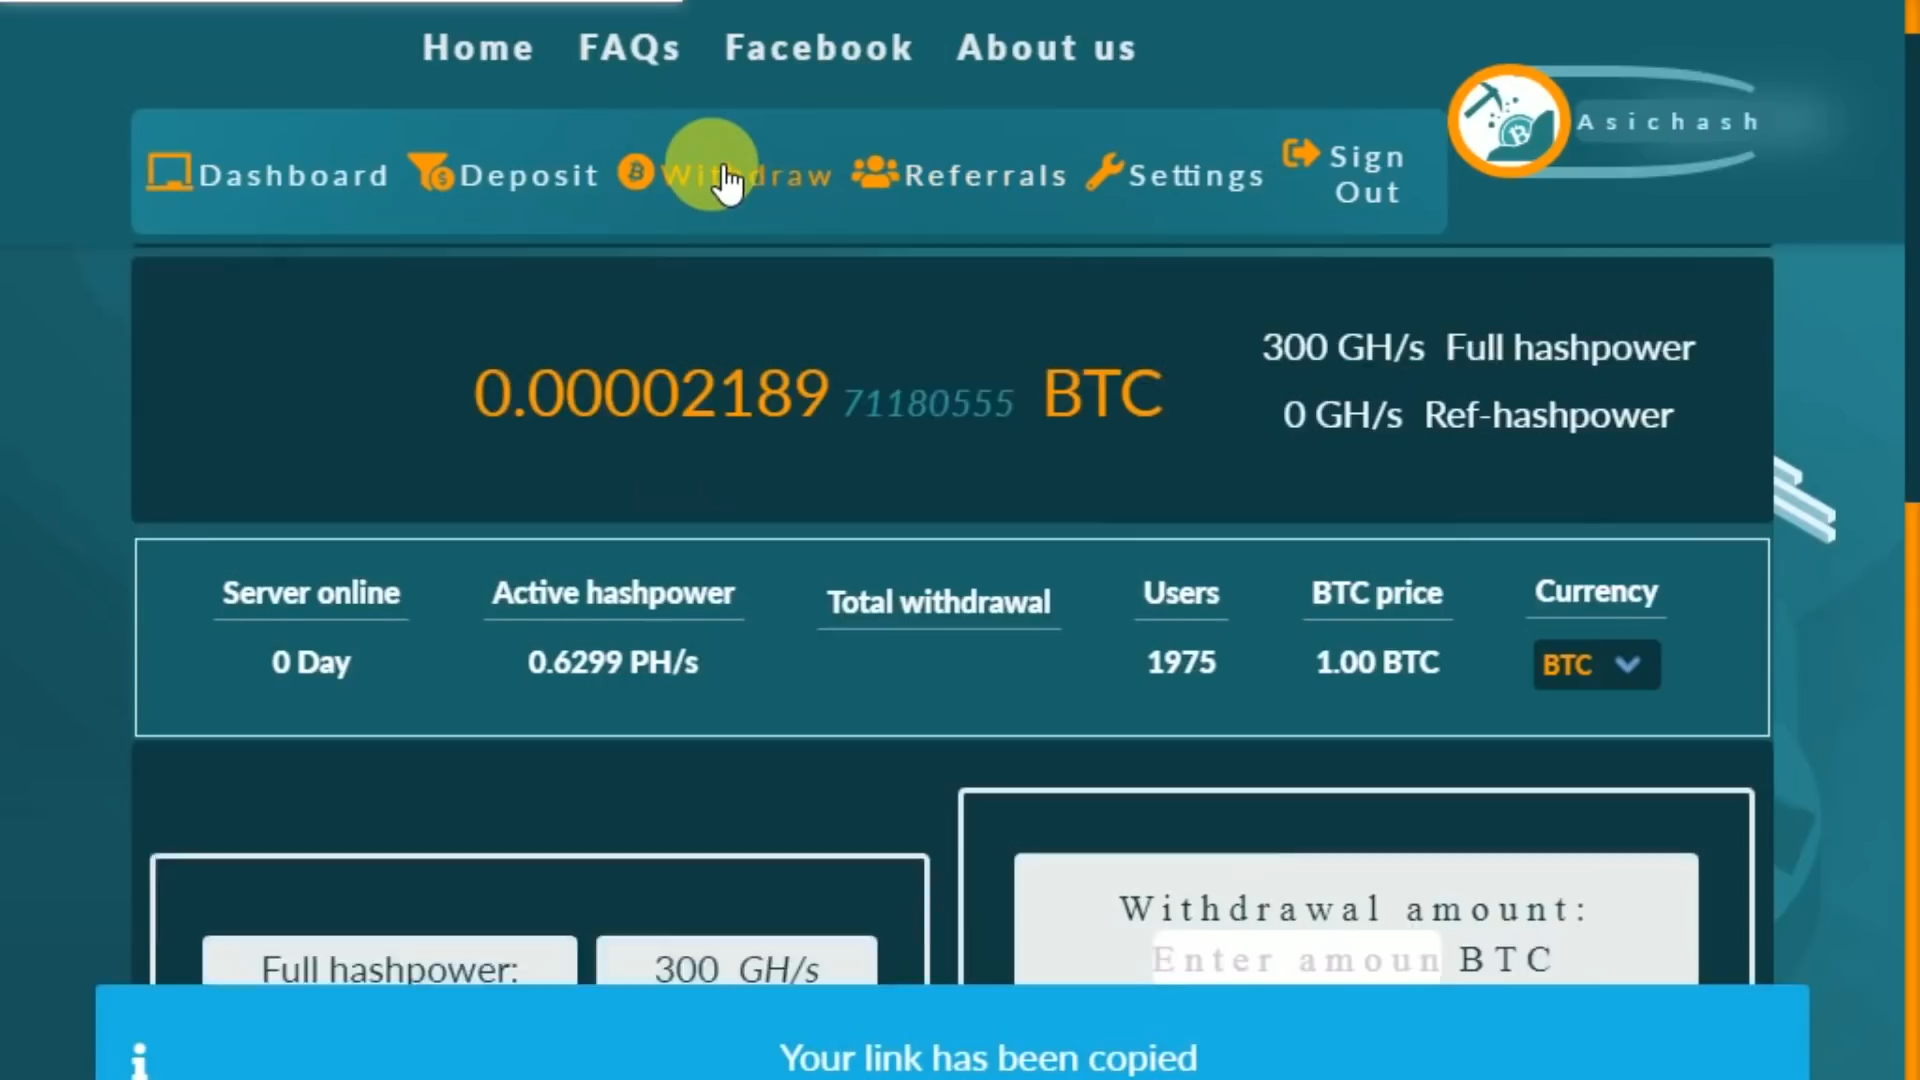 Home FAQs Facebook About us
Dashboard Deposit Withdraw Referrals Settings Sign Out
Asichash
0.00002189 71180555 BTC
300 GH/s Full hashpower
0 GH/s Ref-hashpower
Server online Active hashpower Total withdrawal Users BTC price Currency
0 Day 0.6299 PH/s 1975 1.00 BTC BTC
Full hashpower: 300 GH/s
Withdrawal amount:
Enter amoun BTC
Your link has been copied